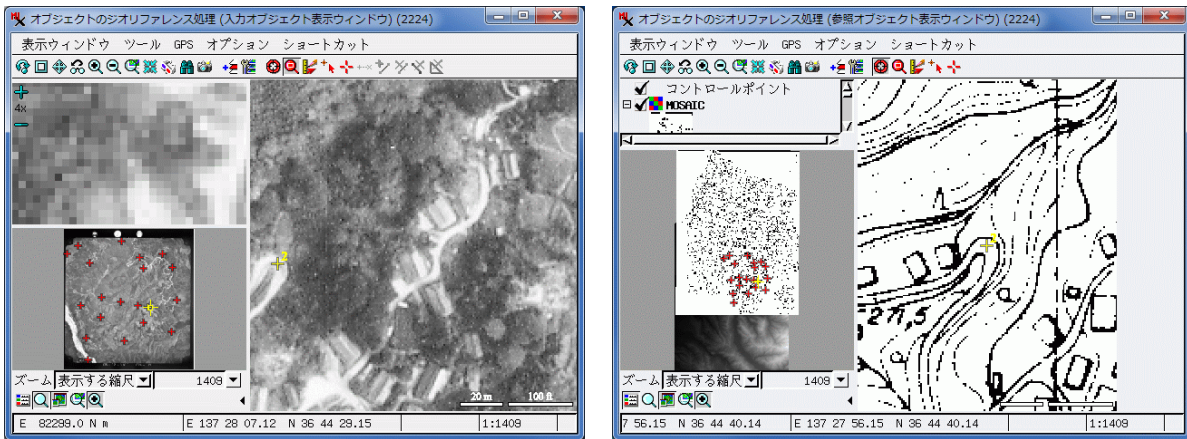 オブジェクトのジオリファレンス処理 (入力オブジェクト表示ウィンドウ) (2224)
表示ウィンドウ ツール GPS オプション ショートカット
4x
2
20 m 100 ft
ズーム 表示する縮尺 1409
E 82299.0 N m E 137 28 07.12 N 36 44 29.15 1:1409
オブジェクトのジオリファレンス処理 (参照オブジェクト表示ウィンドウ) (2224)
表示ウィンドウ ツール GPS オプション ショートカット
コントロールポイント
MOSAIC
271,5
ズーム 表示する縮尺 1409
7 56.15 N 36 44 40.14 E 137 27 56.15 N 36 44 40.14 1:1409